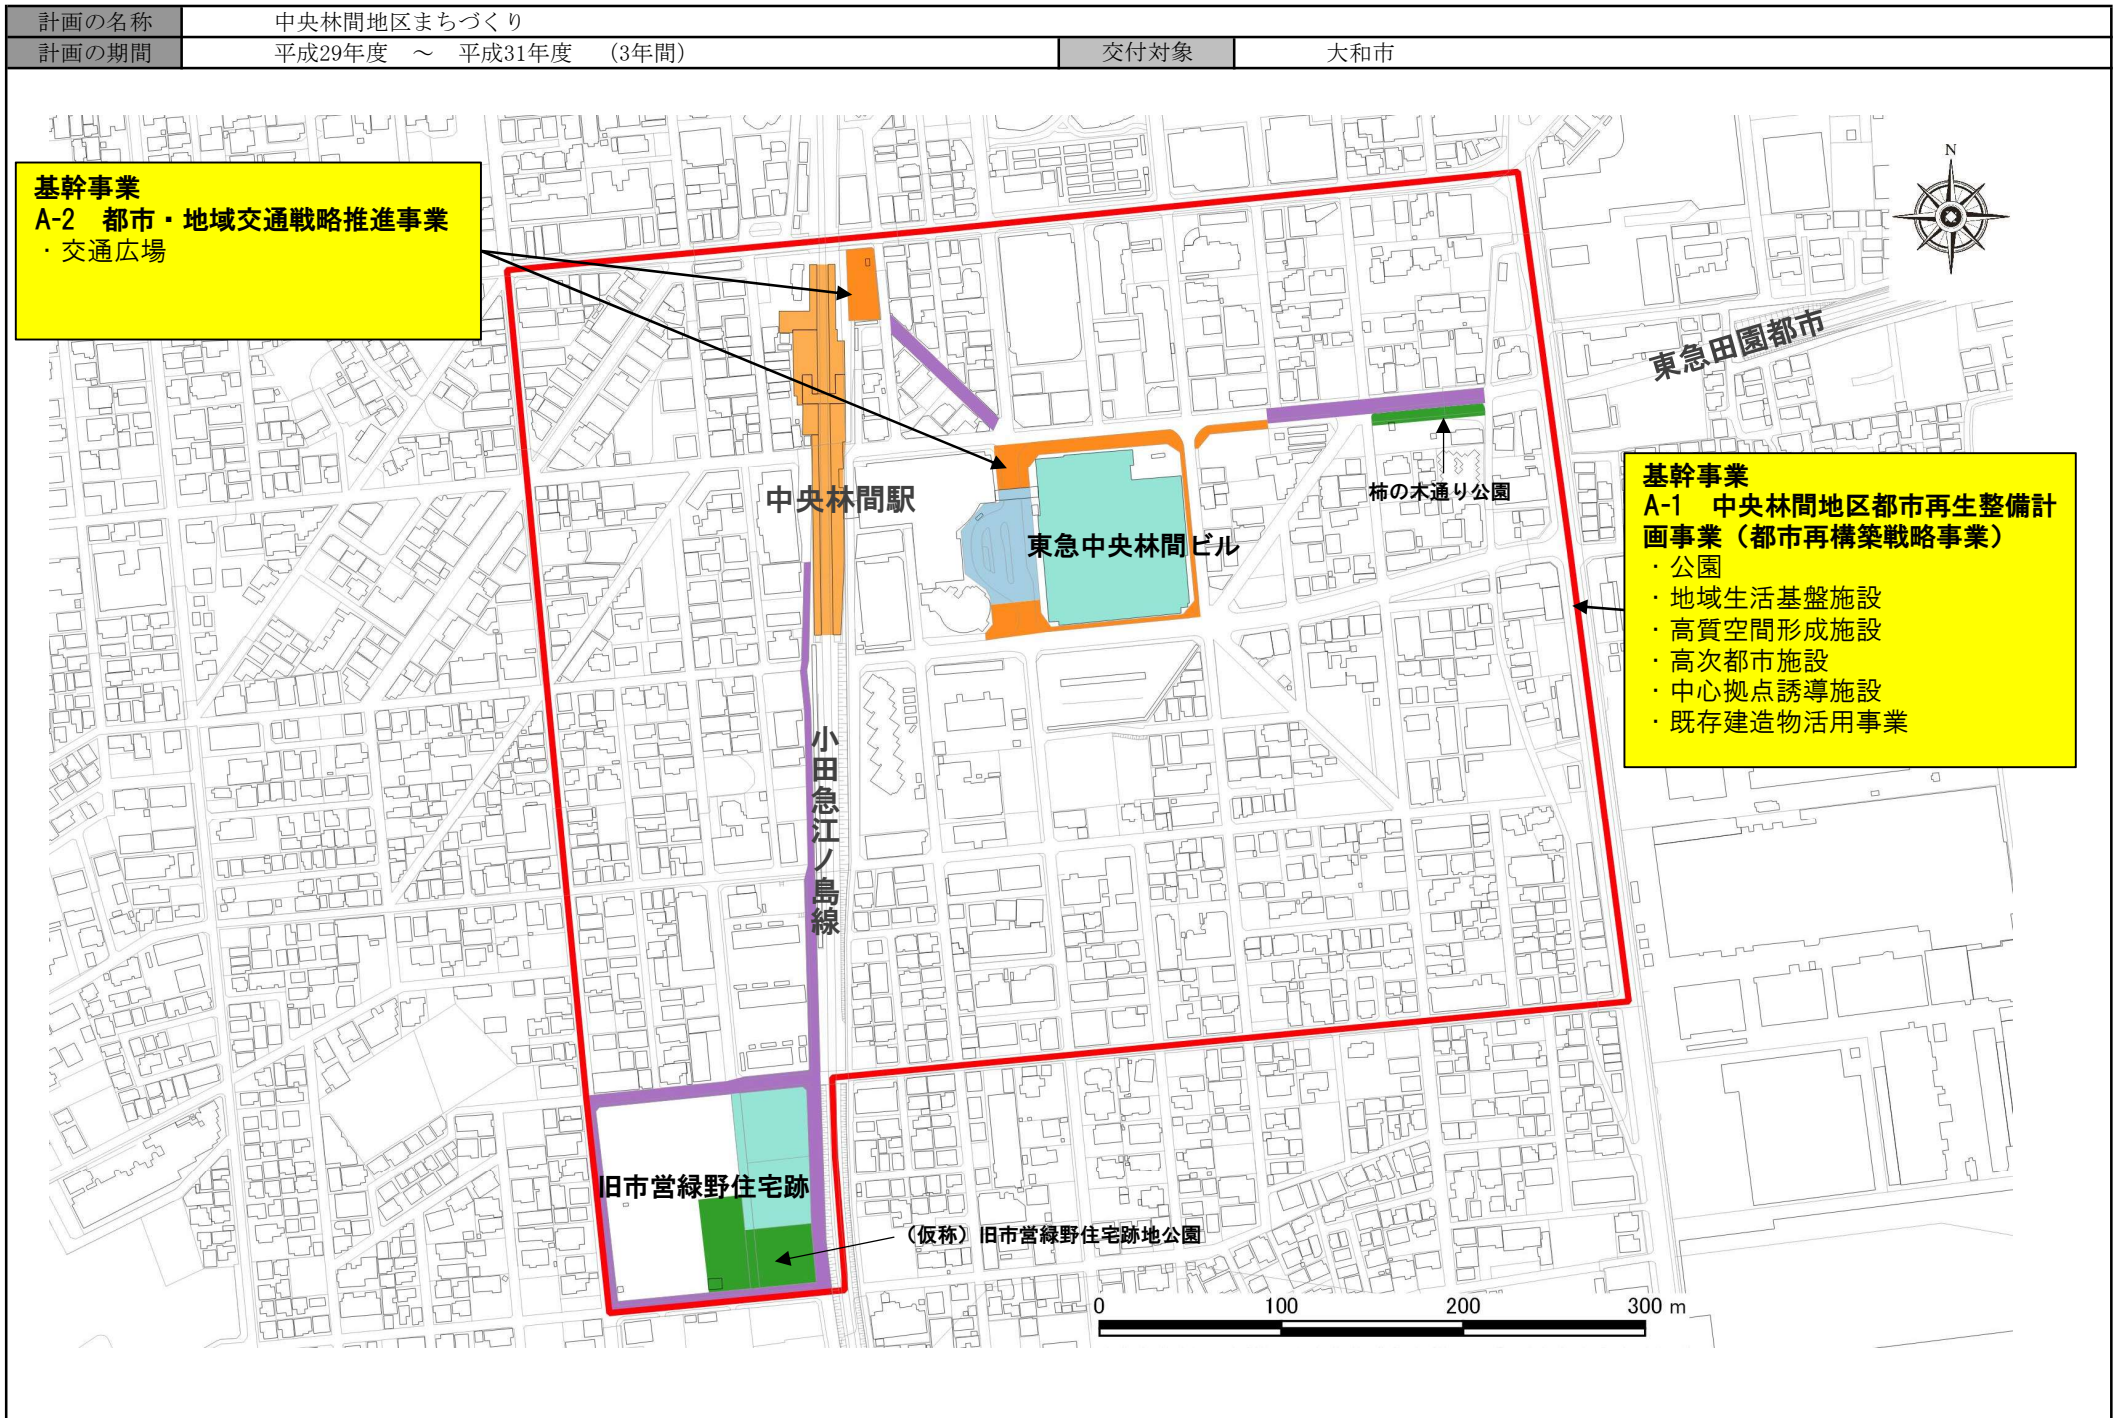 計画の名称 中央林間地区まちづくり
計画の期間 平成29年度 ～ 平成31年度 (3年間) 交付対象 大和市
N
基幹事業
A-2 都市・地域交通戦略推進事業
・交通広場
東急田園都市
中央林間駅
柿の木通り公園
東急中央林間ビル
基幹事業
A-1 中央林間地区都市再生整備計
画事業（都市再構築戦略事業）
・公園
・地域生活基盤施設
・高質空間形成施設
・高次都市施設
・中心拠点誘導施設
・既存建造物活用事業
小田急江ノ島線
旧市営緑野住宅跡
（仮称）旧市営緑野住宅跡地公園
0 100 200 300 m